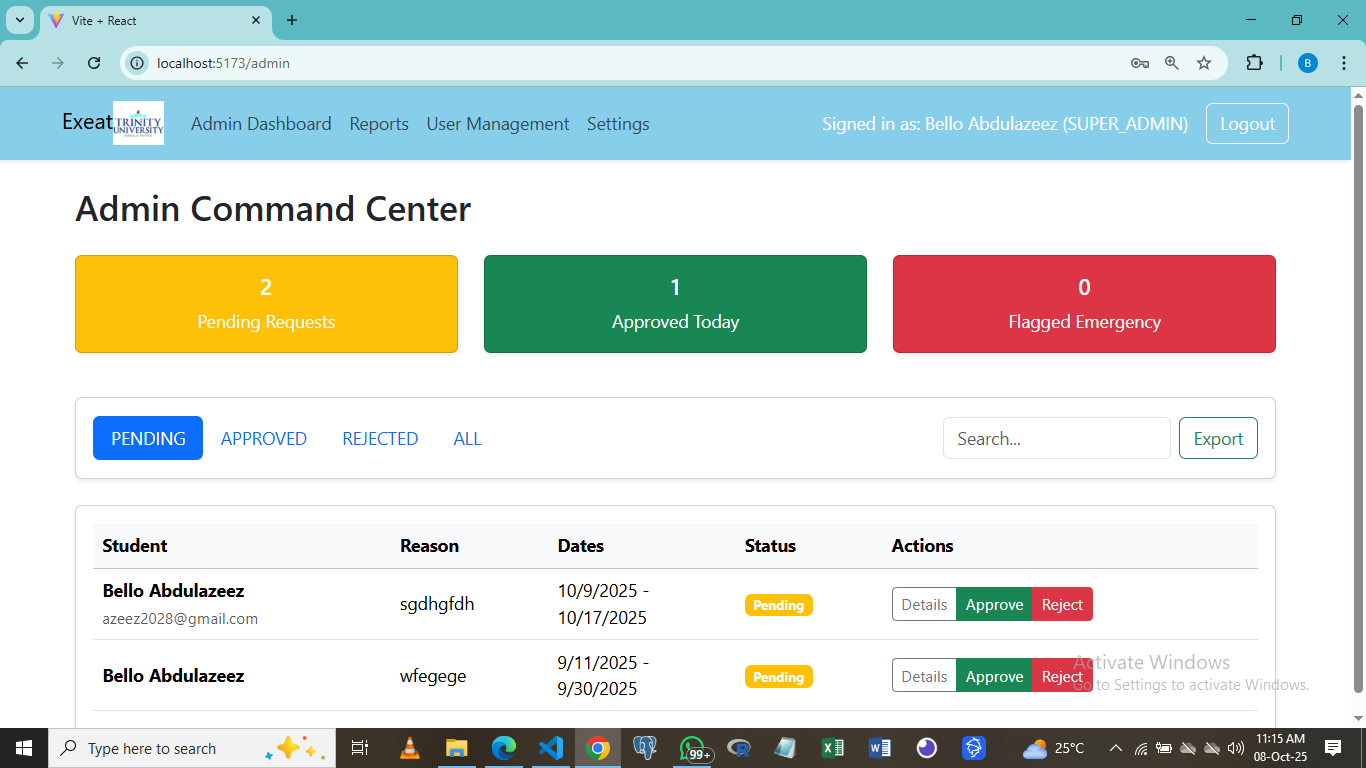 Vite + React
localhost:5173/admin
B
Exeat
TRINITY
UNIVERSITY
Admin Dashboard
Reports
User Management
Settings
Signed in as: Bello Abdulazeez (SUPER_ADMIN)
Logout
Admin Command Center
2
Pending Requests
1
Approved Today
0
Flagged Emergency
PENDING
APPROVED
REJECTED
ALL
Search...
Export
Student Reason Dates Status Actions
Bello Abdulazeez
azeez2028@gmail.com
sgdhgfdh
10/9/2025 -
10/17/2025
Pending
Details Approve Reject
Bello Abdulazeez
wfegege
9/11/2025 -
9/30/2025
Pending
Details Approve Reject
Activate Windows
Go to Settings to activate Windows.
Type here to search
99+
25°C
11:15 AM
08-Oct-25